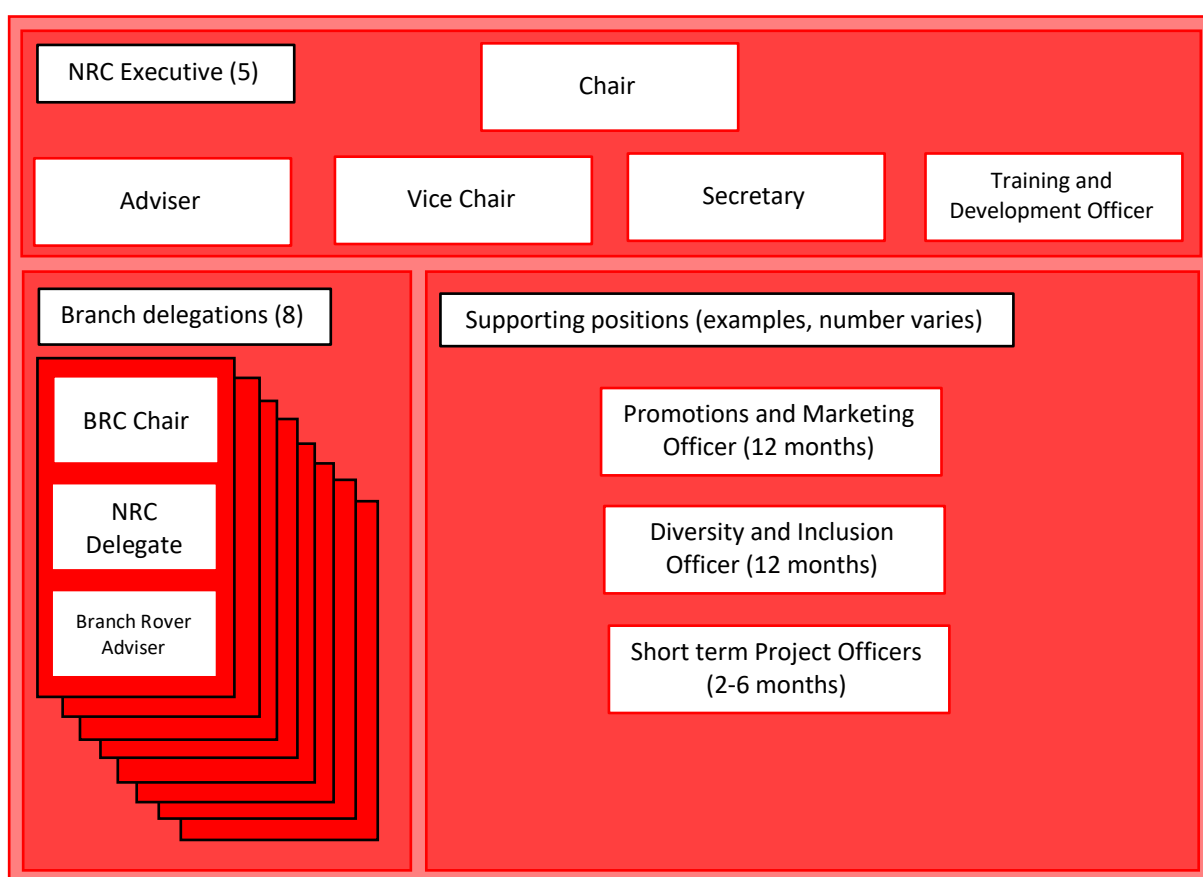 NRC Executive (5)
Chair
Adviser
Vice Chair
Secretary
Training and
Development Officer
Branch delegations (8)
BRC Chair
NRC
Delegate
Branch Rover
Adviser
Supporting positions (examples, number varies)
Promotions and Marketing
Officer (12 months)
Diversity and Inclusion
Officer (12 months)
Short term Project Officers
(2-6 months)